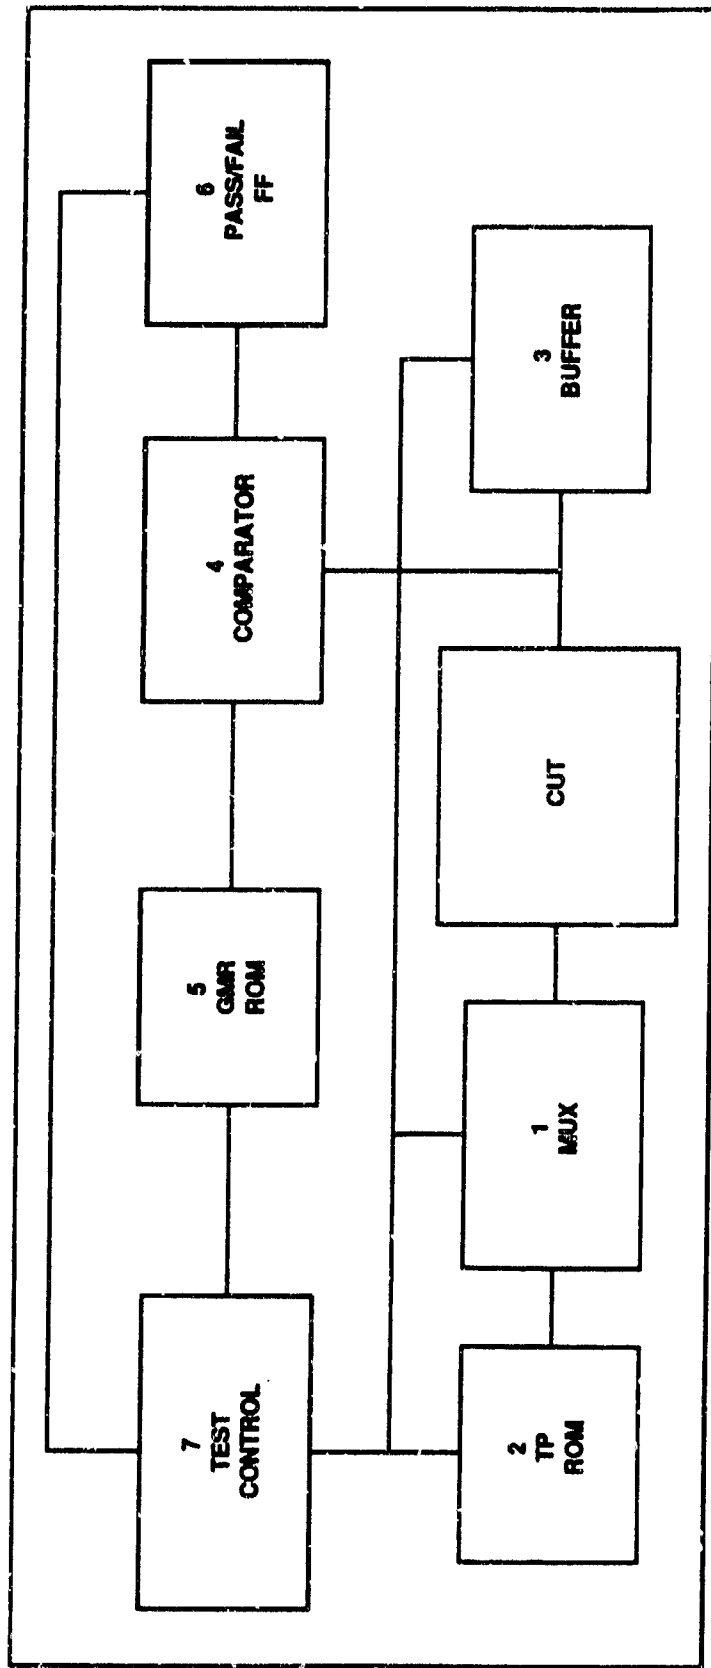 7
TEST
CONTROL
5
GMR
ROM
4
COMPARATOR
6
PASS/FAIL
FF
2
TP
ROM
1
MUX
CUT
3
BUFFER